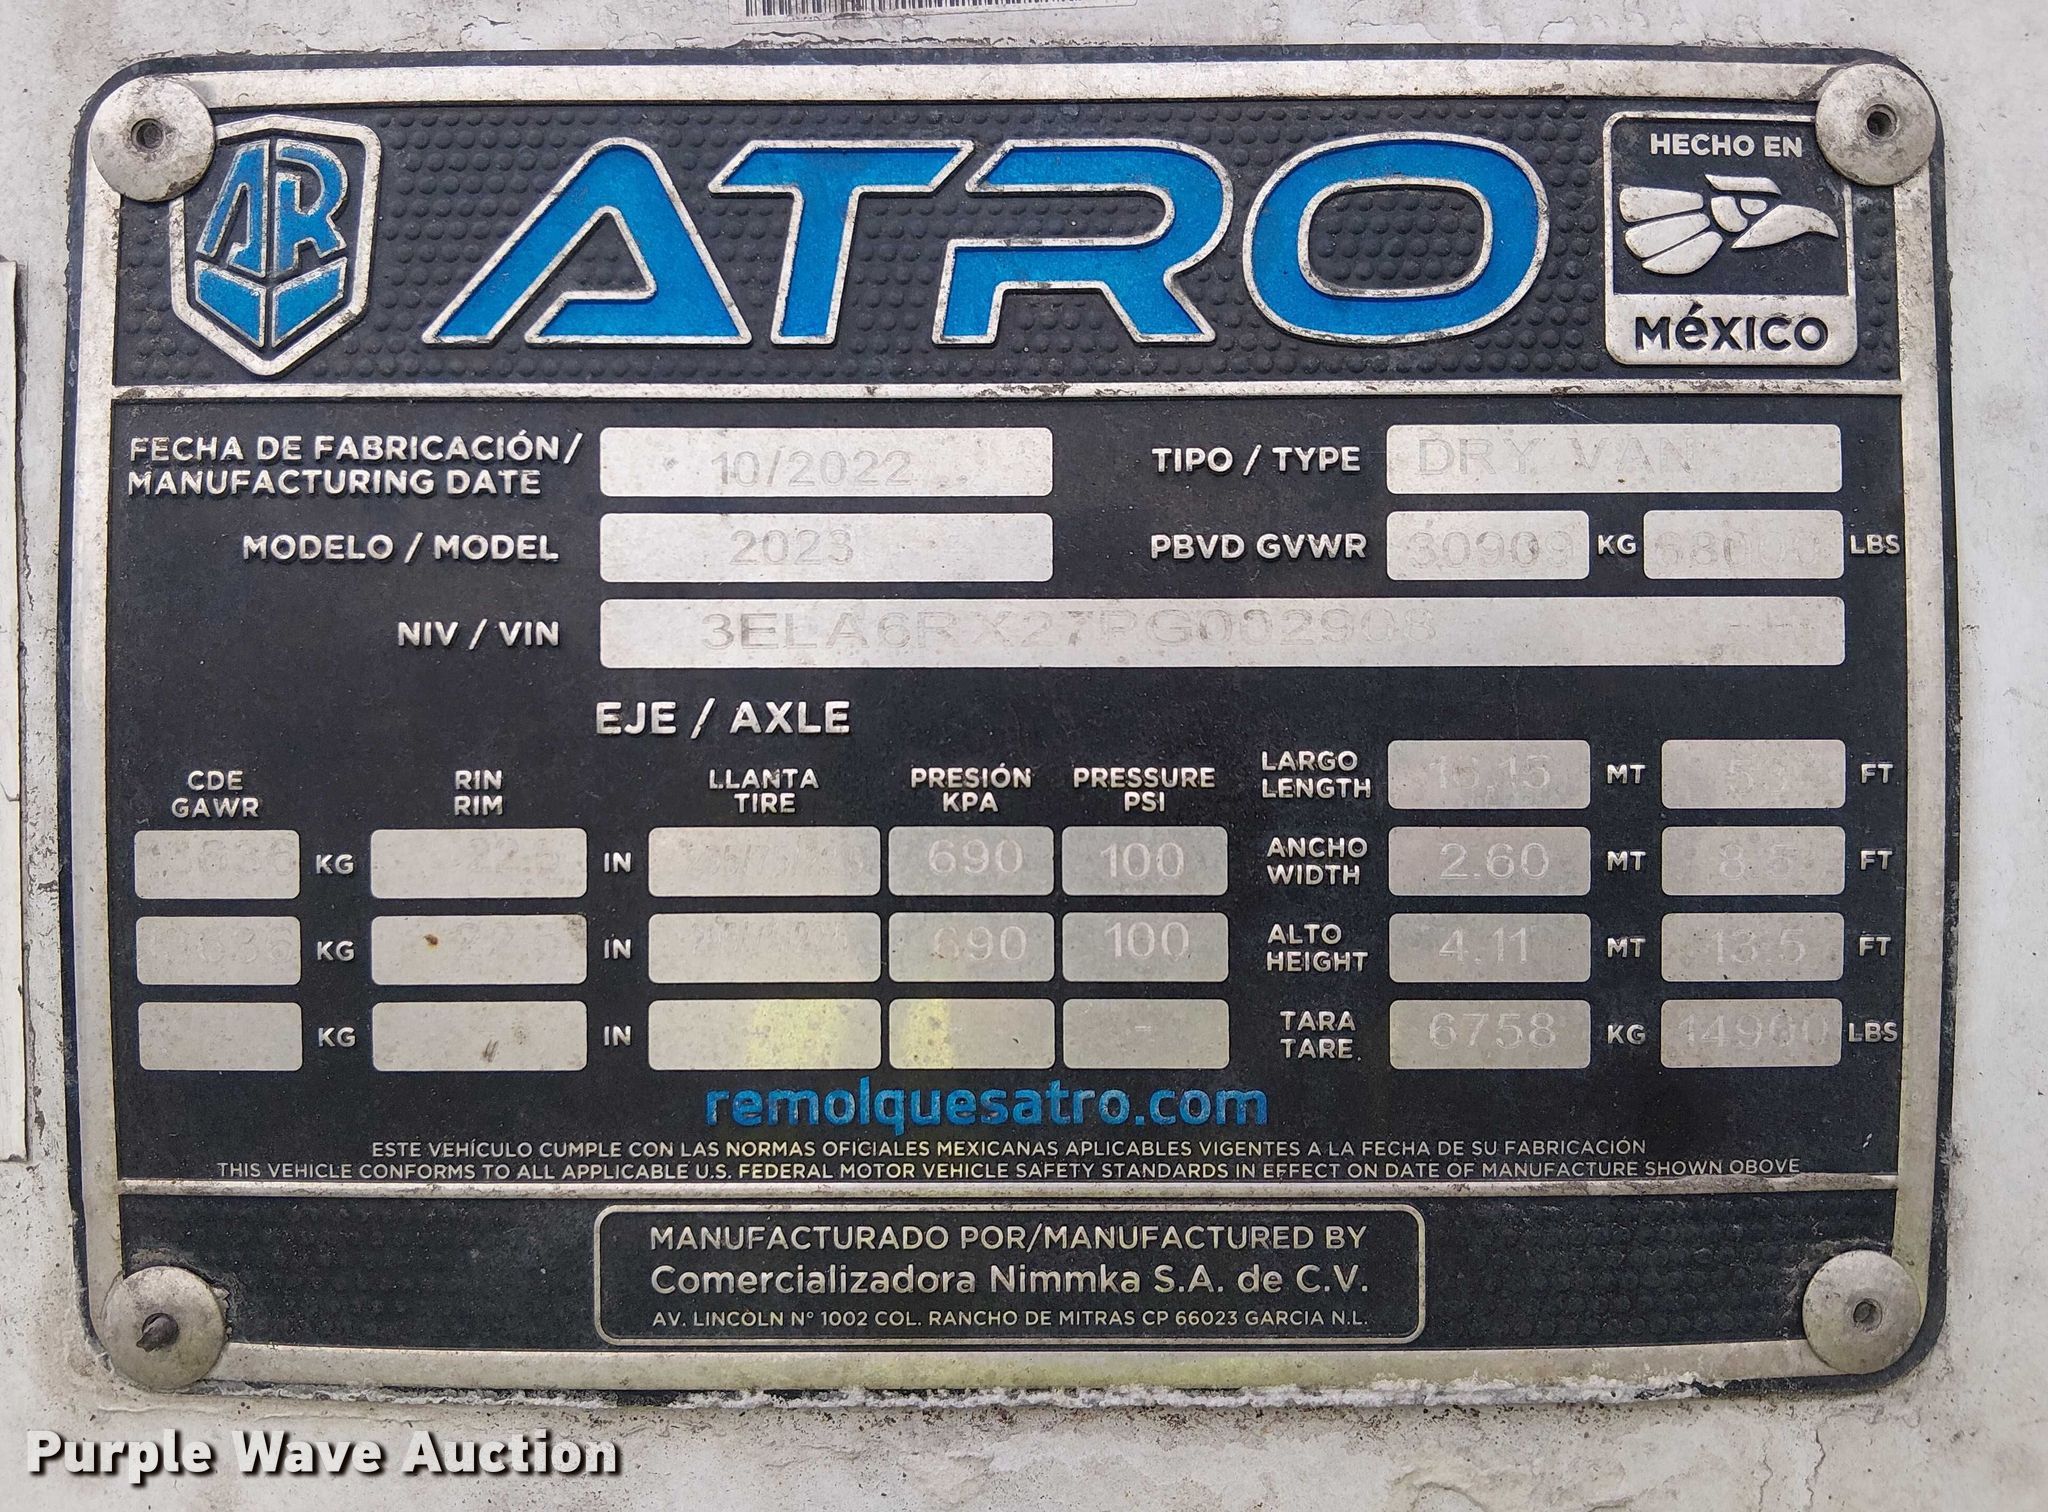 AR
ATRO
HECHO EN
MéXICO
FECHA DE FABRICACIÓN/
MANUFACTURING DATE
10/2022
TIPO / TYPE
DRY VAN
MODELO / MODEL
2023
PBVD GVWR
30909
KG
LBS
NIV / VIN
EJE / AXLE
CDE
GAWR
RIN
RIM
LLANTA
TIRE
PRESIÓN
KPA
PRESSURE
PSI
LARGO
LENGTH
MT
FT
KG
IN
690
100
ANCHO
WIDTH
2.60
MT
FT
KG
IN
690
100
ALTO
HEIGHT
4.11
MT
13.5
FT
KG
IN
-
TARA
TARE
6758
KG
14900
LBS
remolquesatro.com
ESTE VEHÍCULO CUMPLE CON LAS NORMAS OFICIALES MEXICANAS APLICABLES VIGENTES A LA FECHA DE SU FABRICACIÓN
THIS VEHICLE CONFORMS TO ALL APPLICABLE U.S. FEDERAL MOTOR VEHICLE SAFETY STANDARDS IN EFFECT ON DATE OF MANUFACTURE SHOWN OBOVE
MANUFACTURADO POR/MANUFACTURED BY
Comercializadora Nimmka S.A. de C.V.
AV. LINCOLN N° 1002 COL. RANCHO DE MITRAS CP 66023 GARCIA N.L.
Purple Wave Auction